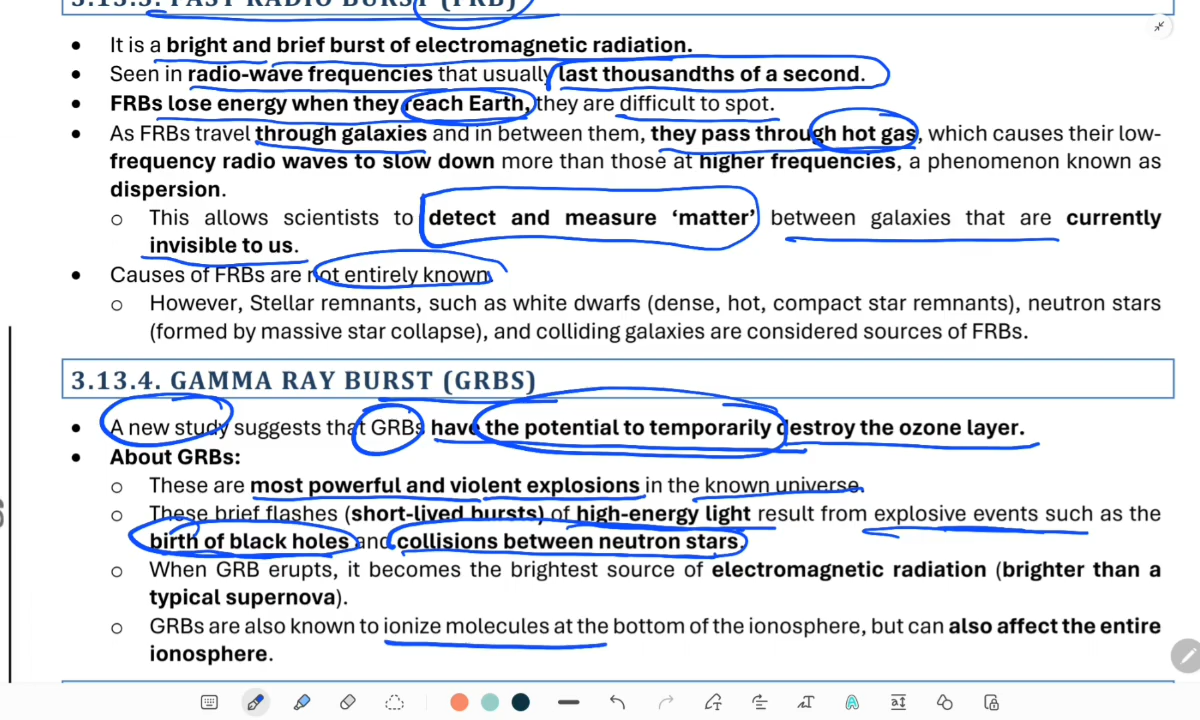 3.13.3. FAST RADIO BURST (FRB)
• It is a bright and brief burst of electromagnetic radiation.
• Seen in radio-wave frequencies that usually last thousandths of a second.
• FRBs lose energy when they reach Earth, they are difficult to spot.
• As FRBs travel through galaxies and in between them, they pass through hot gas, which causes their low-
frequency radio waves to slow down more than those at higher frequencies, a phenomenon known as
dispersion.
o This allows scientists to detect and measure ‘matter’ between galaxies that are currently
invisible to us.
• Causes of FRBs are not entirely known.
o However, Stellar remnants, such as white dwarfs (dense, hot, compact star remnants), neutron stars
(formed by massive star collapse), and colliding galaxies are considered sources of FRBs.
3.13.4. GAMMA RAY BURST (GRBS)
• A new study suggests that GRBs have the potential to temporarily destroy the ozone layer.
• About GRBs:
o These are most powerful and violent explosions in the known universe.
o These brief flashes (short-lived bursts) of high-energy light result from explosive events such as the
birth of black holes and collisions between neutron stars.
o When GRB erupts, it becomes the brightest source of electromagnetic radiation (brighter than a
typical supernova).
o GRBs are also known to ionize molecules at the bottom of the ionosphere, but can also affect the entire
ionosphere.